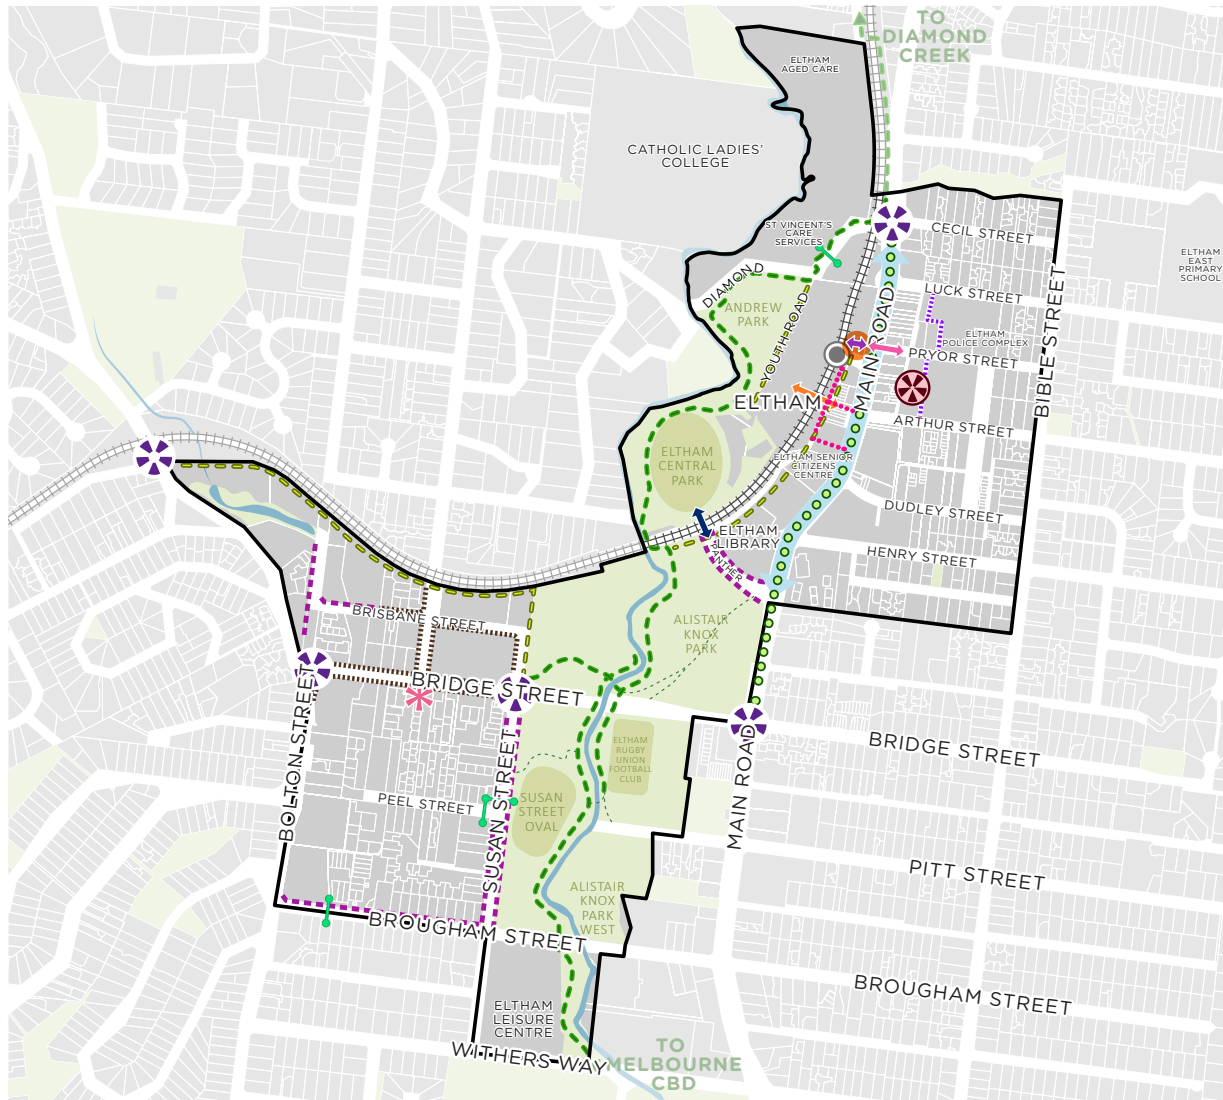 TO
DIAMOND
CREEK
ELTHAM
AGED CARE
CATHOLIC LADIES'
COLLEGE
ST VINCENT'S
CARE
SERVICES
CECIL STREET
ELTHAM
EAST
PRIMARY
SCHOOL
DIAMOND
LUCK STREET
ANDREW
PARK
YOUTH ROAD
MAIN ROAD
ELTHAM
POLICE COMPLEX
PRYOR STREET
BIBLE STREET
ELTHAM
ARTHUR STREET
ELTHAM
CENTRAL
PARK
ELTHAM SENIOR
CITIZENS
CENTRE
DUDLEY STREET
ELTHAM
LIBRARY
HENRY STREET
PANTHER
BRISBANE STREET
ALISTAIR
KNOX
PARK
BRIDGE STREET
BOLTON STREET
SUSAN STREET
ELTHAM
RUGBY
UNION
FOOTBALL
CLUB
MAIN ROAD
BRIDGE STREET
PEEL STREET
SUSAN
STREET
OVAL
PITT STREET
ALISTAIR
KNOX
PARK
WEST
BROUGHAM STREET
BROUGHAM STREET
ELTHAM
LEISURE
CENTRE
WITHERS WAY
TO
MELBOURNE
CBD